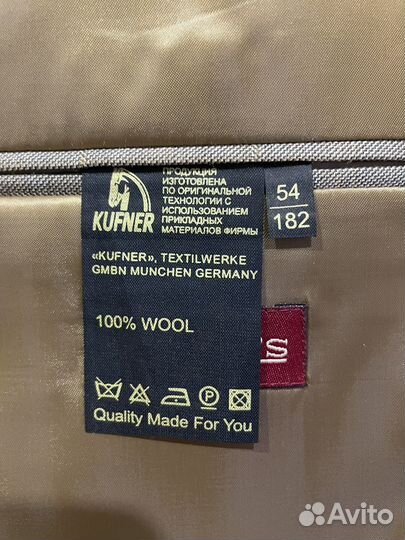 ПРОДУКЦИЯ
ИЗГОТОВЛЕНА
ПО ОРИГИНАЛЬНОЙ
ТЕХНОЛОГИИ С
ИСПОЛЬЗОВАНИЕМ
ПРИКЛАДНЫХ
МАТЕРИАЛОВ ФИРМЫ
KUFNER
54
182
«KUFNER», TEXTILWERKE
GMBN MUNCHEN GERMANY
100% WOOL
P
Quality Made For You
Avito